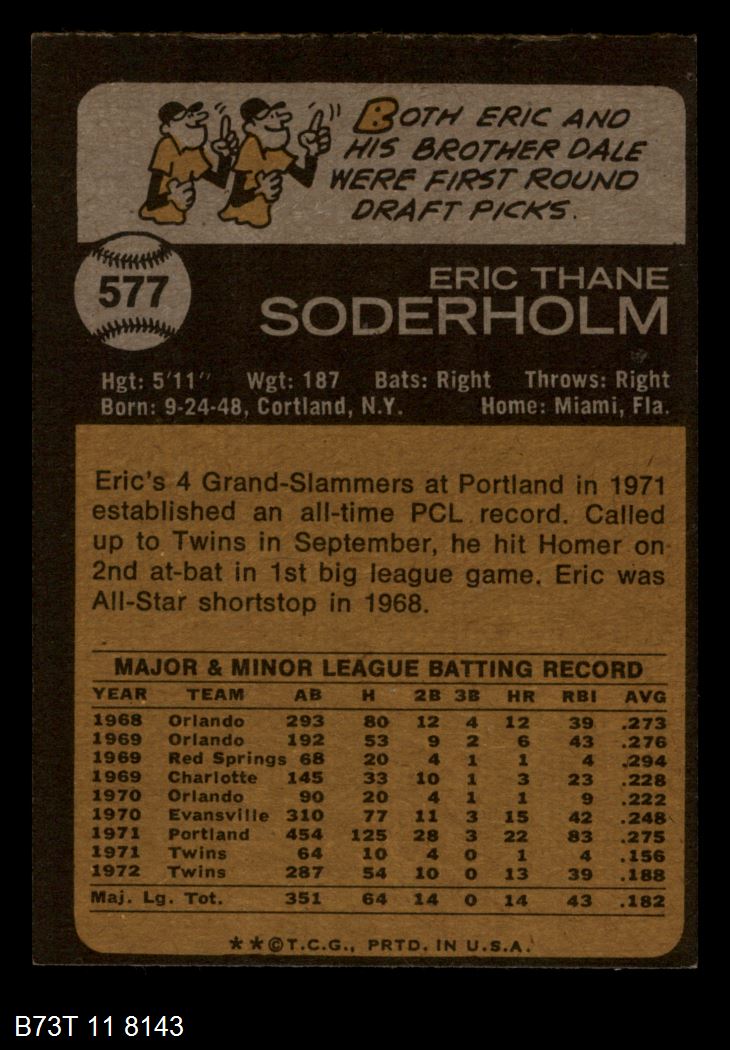 BOTH ERIC AND
HIS BROTHER DALE
WERE FIRST ROUND
DRAFT PICKS.
577
ERIC THANE
SODERHOLM
Hgt: 5'11" Wgt: 187 Bats: Right Throws: Right
Born: 9-24-48, Cortland, N.Y. Home: Miami, Fla.
Eric's 4 Grand-Slammers at Portland in 1971
established an all-time PCL record. Called
up to Twins in September, he hit Homer on
2nd at-bat in 1st big league game. Eric was
All-Star shortstop in 1968.
MAJOR & MINOR LEAGUE BATTING RECORD
YEAR TEAM AB H 2B 3B HR RBI AVG
1968 Orlando 293 80 12 4 12 39 .273
1969 Orlando 192 53 9 2 6 43 .276
1969 Red Springs 68 20 4 1 1 4 .294
1969 Charlotte 145 33 10 1 3 23 .228
1970 Orlando 90 20 4 1 1 9 .222
1970 Evansville 310 77 11 3 15 42 .248
1971 Portland 454 125 28 3 22 83 .275
1971 Twins 64 10 4 0 1 4 .156
1972 Twins 287 54 10 0 13 39 .188
Maj. Lg. Tot. 351 64 14 0 14 43 .182
**©T.C.G., PRTD. IN U.S.A.
B73T 11 8143